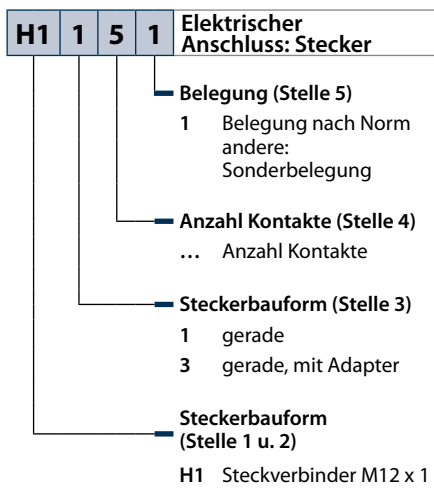 H1 1 5 1 Elektrischer
Anschluss: Stecker
Belegung (Stelle 5)
1 Belegung nach Norm
andere:
Sonderbelegung
Anzahl Kontakte (Stelle 4)
… Anzahl Kontakte
Steckerbauform (Stelle 3)
1 gerade
3 gerade, mit Adapter
Steckerbauform
(Stelle 1 u. 2)
H1 Steckverbinder M12 x 1